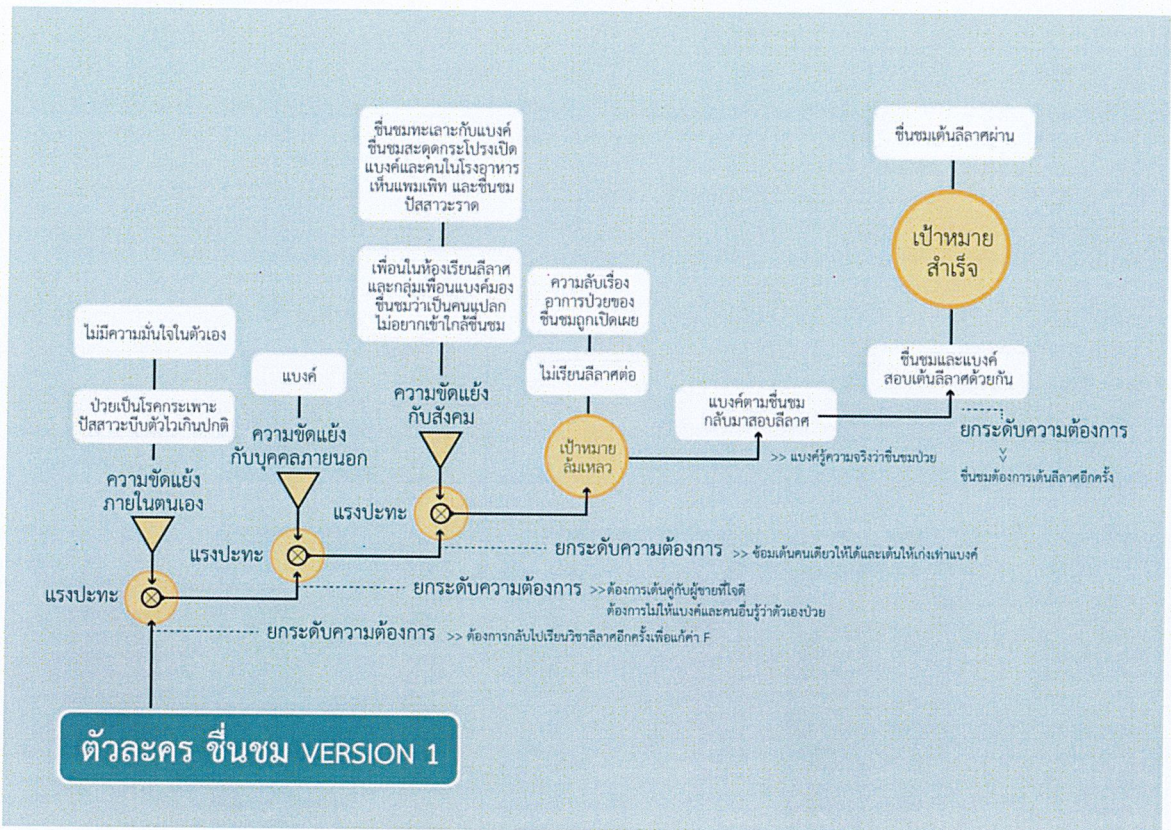 ชื่นชมทะเลาะกับแบงค์
ชื่นชมสะดุดกระโปรงเปิด
แบงค์และคนในโรงอาหาร
เห็นแพมเพิท และชื่นชม
ปัสสาวะราด
ชื่นชมเต้นลีลาศผ่าน
เป้าหมาย
สำเร็จ
เพื่อนในห้องเรียนลีลาศ
และกลุ่มเพื่อนแบงค์มอง
ชื่นชมว่าเป็นคนแปลก
ไม่อยากเข้าใกล้ชื่นชม
ความลับเรื่อง
อาการป่วยของ
ชื่นชมถูกเปิดเผย
ไม่มีความมั่นใจในตัวเอง
แบงค์
ไม่เรียนลีลาศต่อ
ชื่นชมและแบงค์
สอบเต้นลีลาศด้วยกัน
ป่วยเป็นโรคกระเพาะ
ปัสสาวะบีบตัวไวเกินปกติ
ความขัดแย้ง
กับสังคม
แบงค์ตามชื่นชม
กลับมาสอบลีลาศ
ความขัดแย้ง
กับบุคคลภายนอก
ยกระดับความต้องการ
>>
ชื่นชมต้องการเต้นลีลาศอีกครั้ง
เป้าหมาย
ล้มเหลว
>> แบงค์รู้ความจริงว่าชื่นชมป่วย
ความขัดแย้ง
ภายในตนเอง
แรงปะทะ
แรงปะทะ
ยกระดับความต้องการ >> ซ้อมเต้นคนเดียวให้ได้และเต้นให้เก่งเท่าแบงค์
แรงปะทะ
ยกระดับความต้องการ >> ต้องการเต้นคู่กับผู้ชายที่ใจดี
ต้องการไม่ให้แบงค์และคนอื่นรู้ว่าตัวเองป่วย
ยกระดับความต้องการ >> ต้องการกลับไปเรียนวิชาลีลาศอีกครั้งเพื่อแก้ค่า F
ตัวละคร ชื่นชม VERSION 1